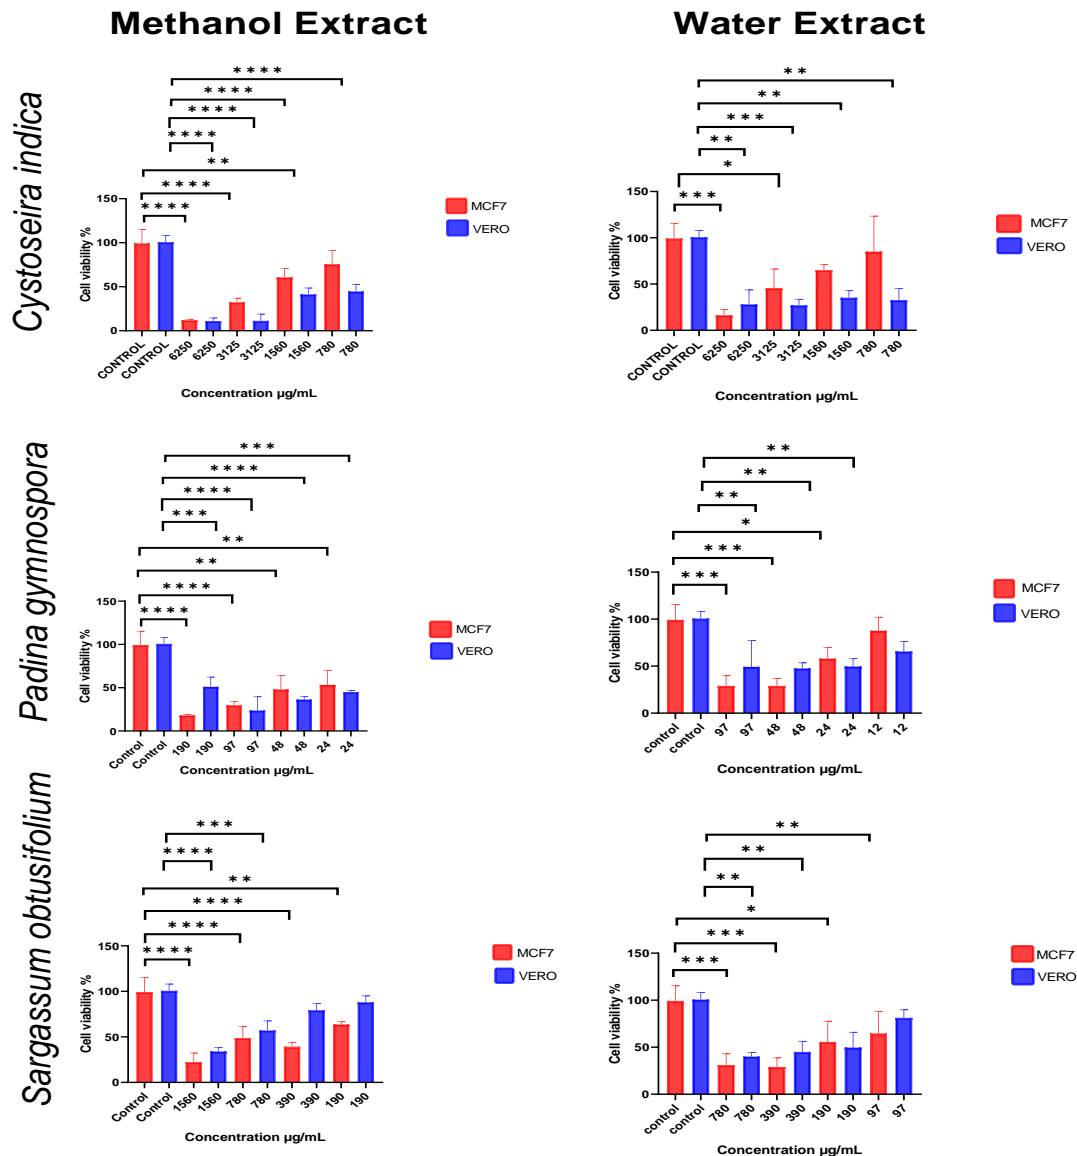 Methanol Extract
Water Extract
Cystoseira indica
* * * *
* * * *
* * * *
* * * *
* *
* * * *
* * * *
150
100
50
0
Cell viability %
CONTROL
CONTROL
6250
6250
3125
3125
1560
1560
780
780
Concentration µg/mL
MCF7
VERO
* *
* *
* * *
* *
*
* * *
150
100
50
0
Cell viability %
CONTROL
CONTROL
6250
6250
3125
3125
1560
1560
780
780
Concentration µg/mL
MCF7
VERO
Padina gymnospora
* * *
* * * *
* * * *
* * *
* *
* *
* * * *
* * * *
150
100
50
0
Cell viability %
Control
Control
190
190
97
97
48
48
24
24
Concentration µg/mL
MCF7
VERO
* *
* *
* *
*
* * *
* * *
150
100
50
0
Cell viability %
control
control
97
97
48
48
24
24
12
12
Concentration µg/mL
MCF7
VERO
Sargassum obtusifolium
* * *
* * * *
* *
* * * *
* * * *
* * * *
150
100
50
0
Cell viability %
Control
Control
1560
1560
780
780
390
390
190
190
Concentration µg/mL
MCF7
VERO
* *
* *
* *
*
* * *
* * *
150
100
50
0
Cell viability %
control
control
780
780
390
390
190
190
97
97
Concentration µg/mL
MCF7
VERO